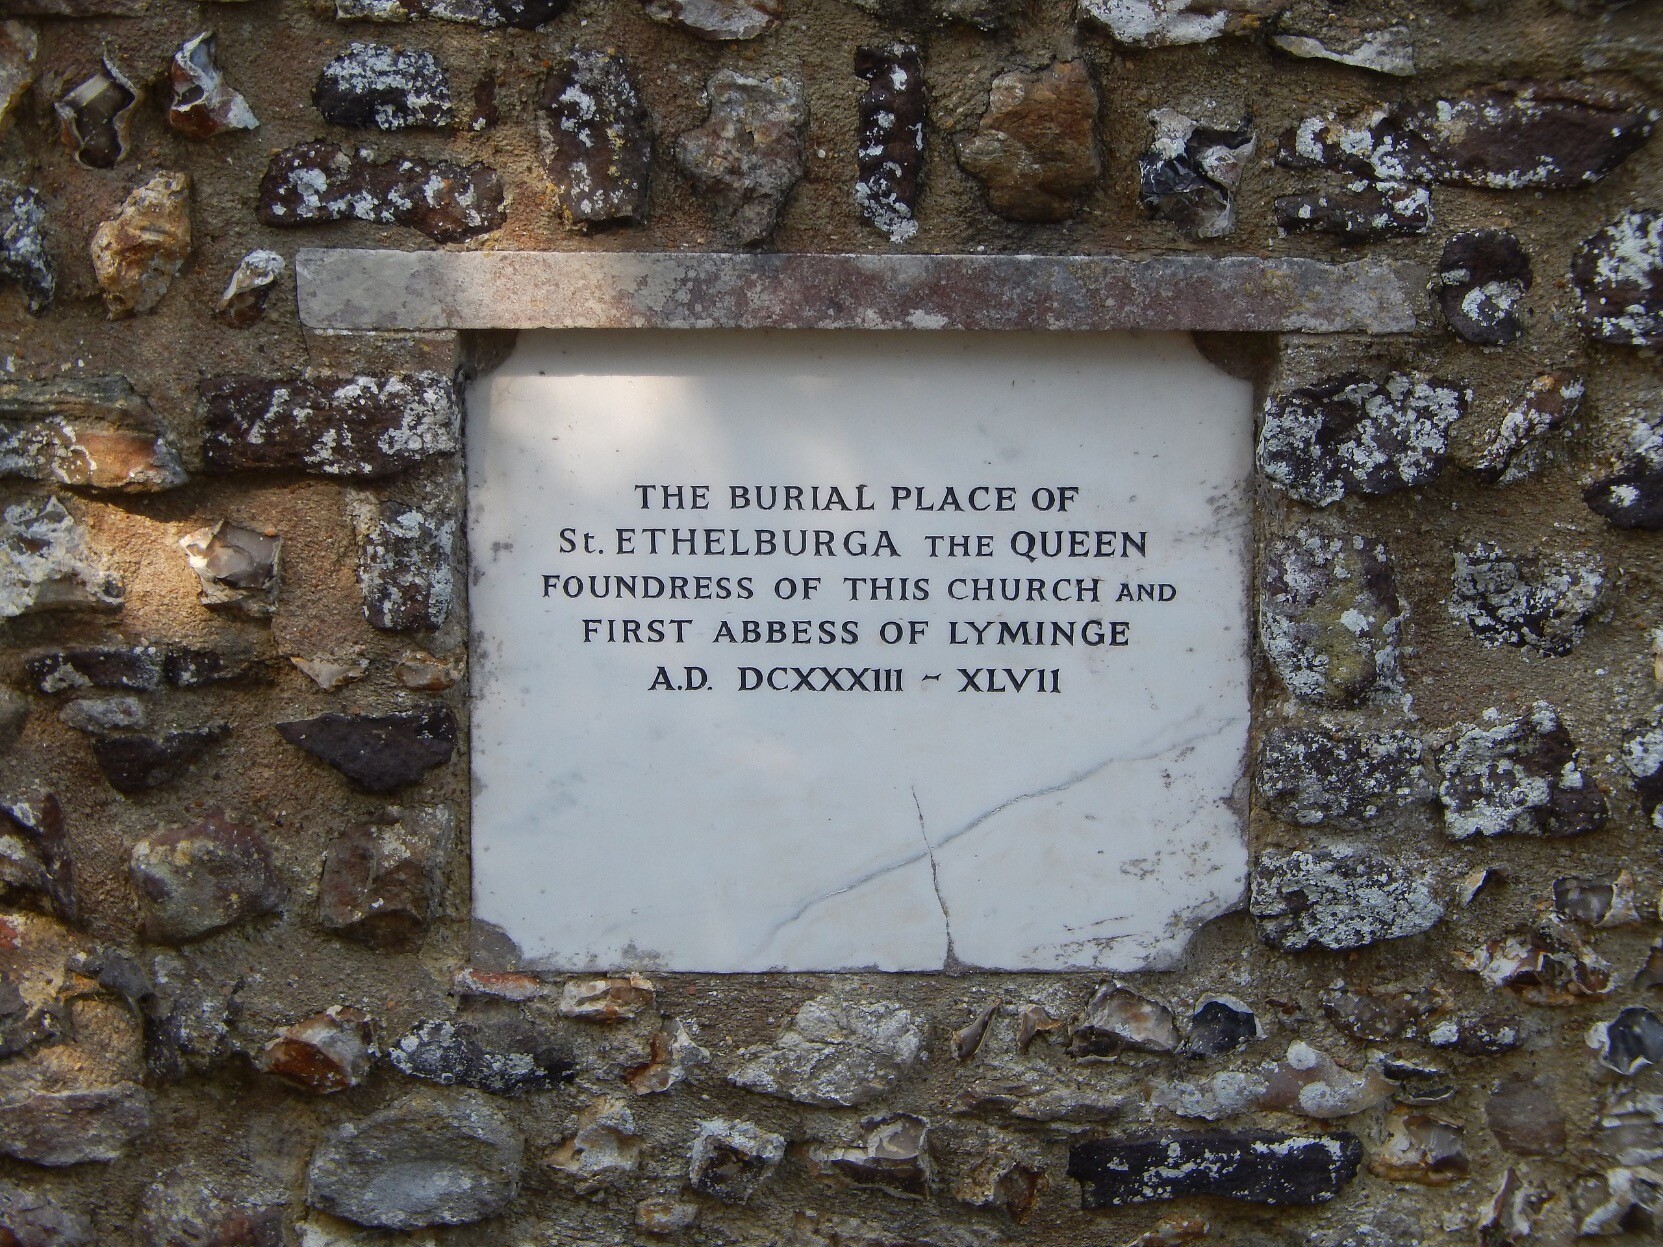 THE BURIAL PLACE OF
St. ETHELBURGA THE QUEEN
FOUNDRESS OF THIS CHURCH AND
FIRST ABBESS OF LYMINGE
A.D. DCXXXIII ~ XLVII